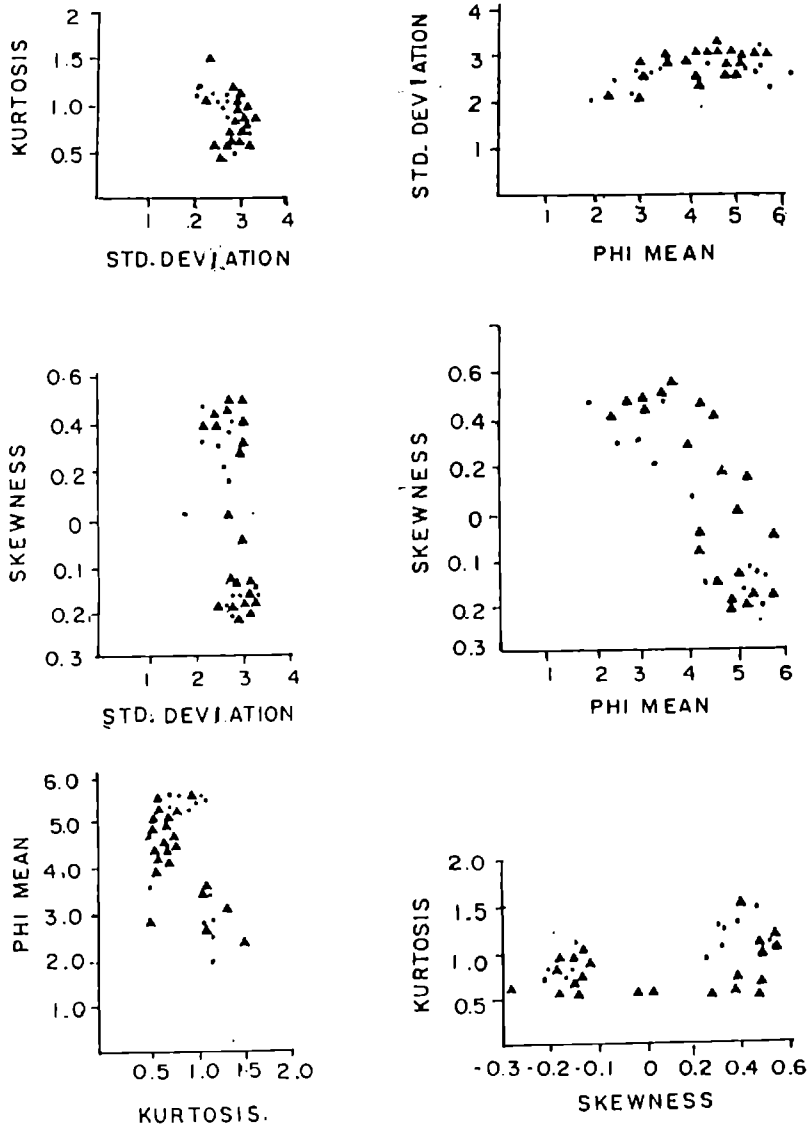 KURTOSIS
2
1.5
1.0
0.5
1 2 3 4
STD. DEVIATION
STD. DEVIATION
4
3
2
1
1 2 3 4 5 6
PHI MEAN
SKEWNESS
0.6
0.4
0.2
0
0.1
0.2
0.3
1 2 3 4
STD. DEVIATION
SKEWNESS
0.6
0.4
0.2
0
0.1
0.2
0.3
1 2 3 4 5 6
PHI MEAN
PHI MEAN
6.0
5.0
4.0
3.0
2.0
1.0
0.5 1.0 1.5 2.0
KURTOSIS.
KURTOSIS
2.0
1.5
1.0
0.5
-0.3 -0.2 -0.1 0 0.2 0.4 0.6
SKEWNESS